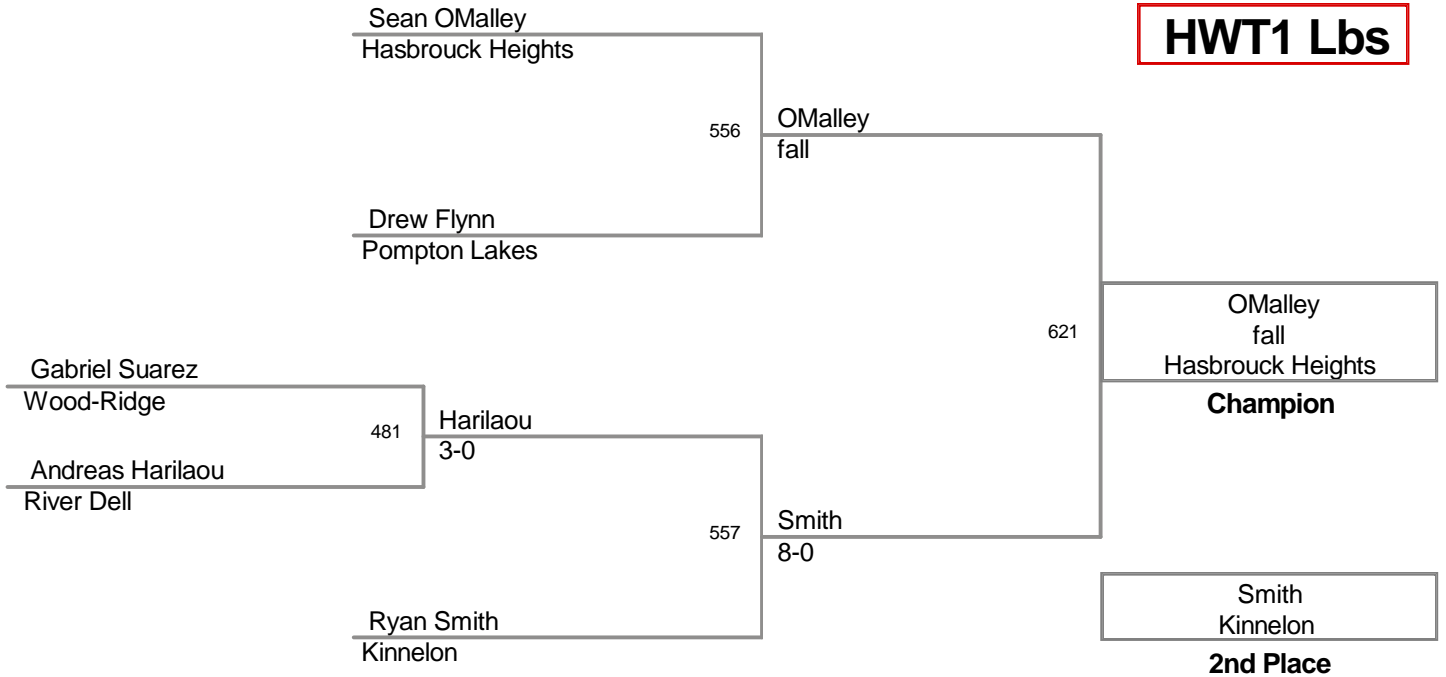 Sean OMalley
HWT1 Lbs
Hasbrouck Heights
556
OMalley
fall
Drew Flynn
Pompton Lakes
621
OMalley
fall
Hasbrouck Heights
Champion
Gabriel Suarez
Wood-Ridge
481
Harilaou
3-0
Andreas Harilaou
River Dell
557
Smith
8-0
Ryan Smith
Kinnelon
Smith
Kinnelon
2nd Place